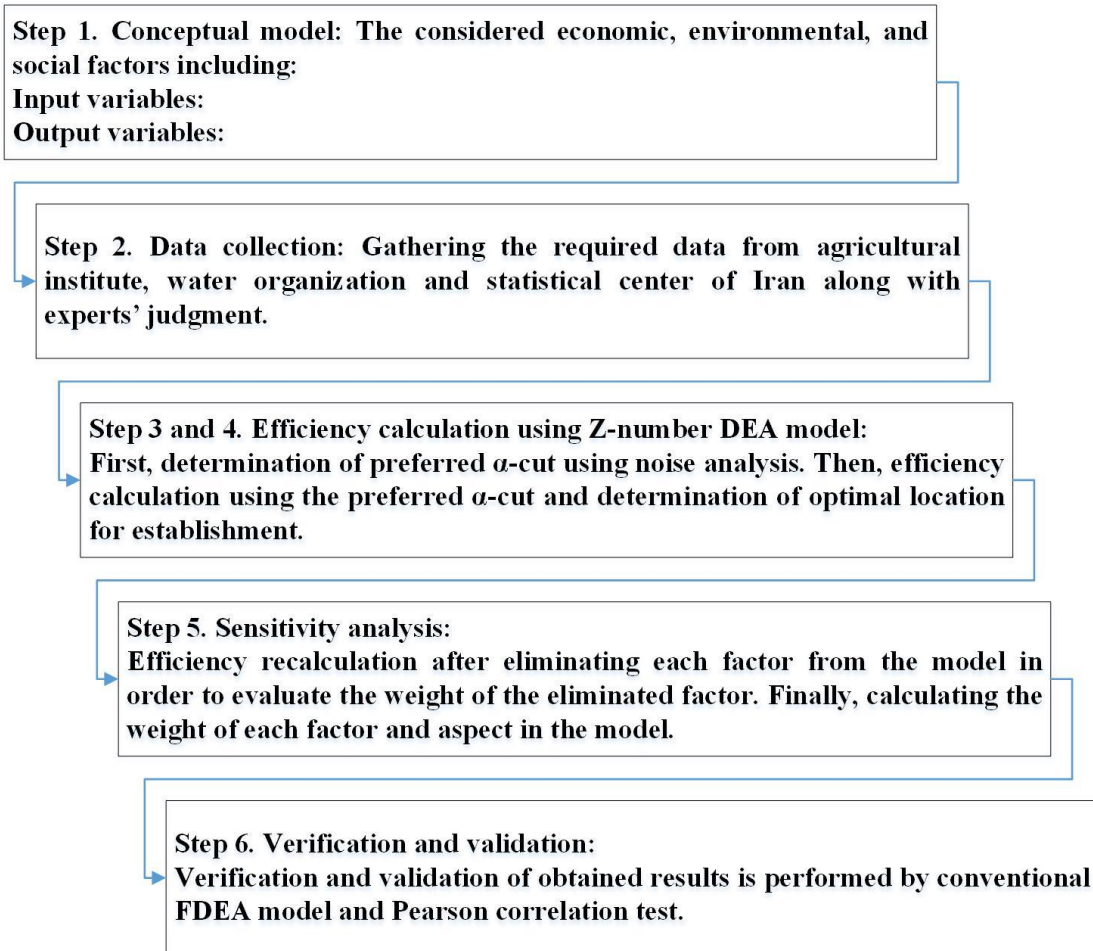 Step 1. Conceptual model: The considered economic, environmental, and
social factors including:
Input variables:
Output variables:
Step 2. Data collection: Gathering the required data from agricultural
institute, water organization and statistical center of Iran along with
experts’ judgment.
Step 3 and 4. Efficiency calculation using Z-number DEA model:
First, determination of preferred α-cut using noise analysis. Then, efficiency
calculation using the preferred α-cut and determination of optimal location
for establishment.
Step 5. Sensitivity analysis:
Efficiency recalculation after eliminating each factor from the model in
order to evaluate the weight of the eliminated factor. Finally, calculating the
weight of each factor and aspect in the model.
Step 6. Verification and validation:
Verification and validation of obtained results is performed by conventional
FDEA model and Pearson correlation test.